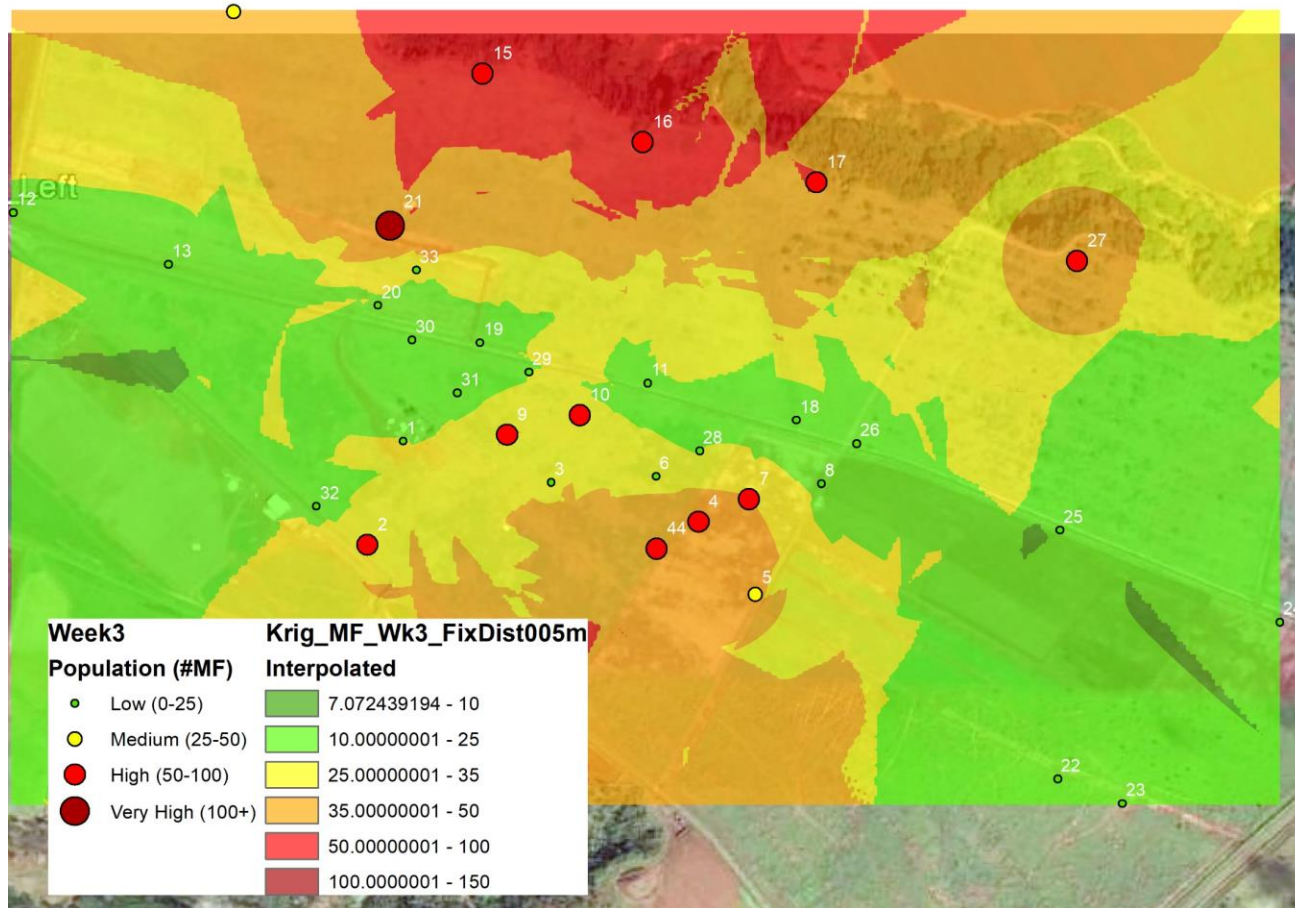 15
16
17
Left
12
21
13
33
27
20
30
19
29
11
31
10
18
9
26
1
28
3
6
8
7
32
4
2
44
25
5
24
22
23
Week3
Population (#MF)
Low (0-25)
Medium (25-50)
High (50-100)
Very High (100+)
Krig_MF_Wk3_FixDist005m
Interpolated
7.072439194 - 10
10.00000001 - 25
25.00000001 - 35
35.00000001 - 50
50.00000001 - 100
100.0000001 - 150